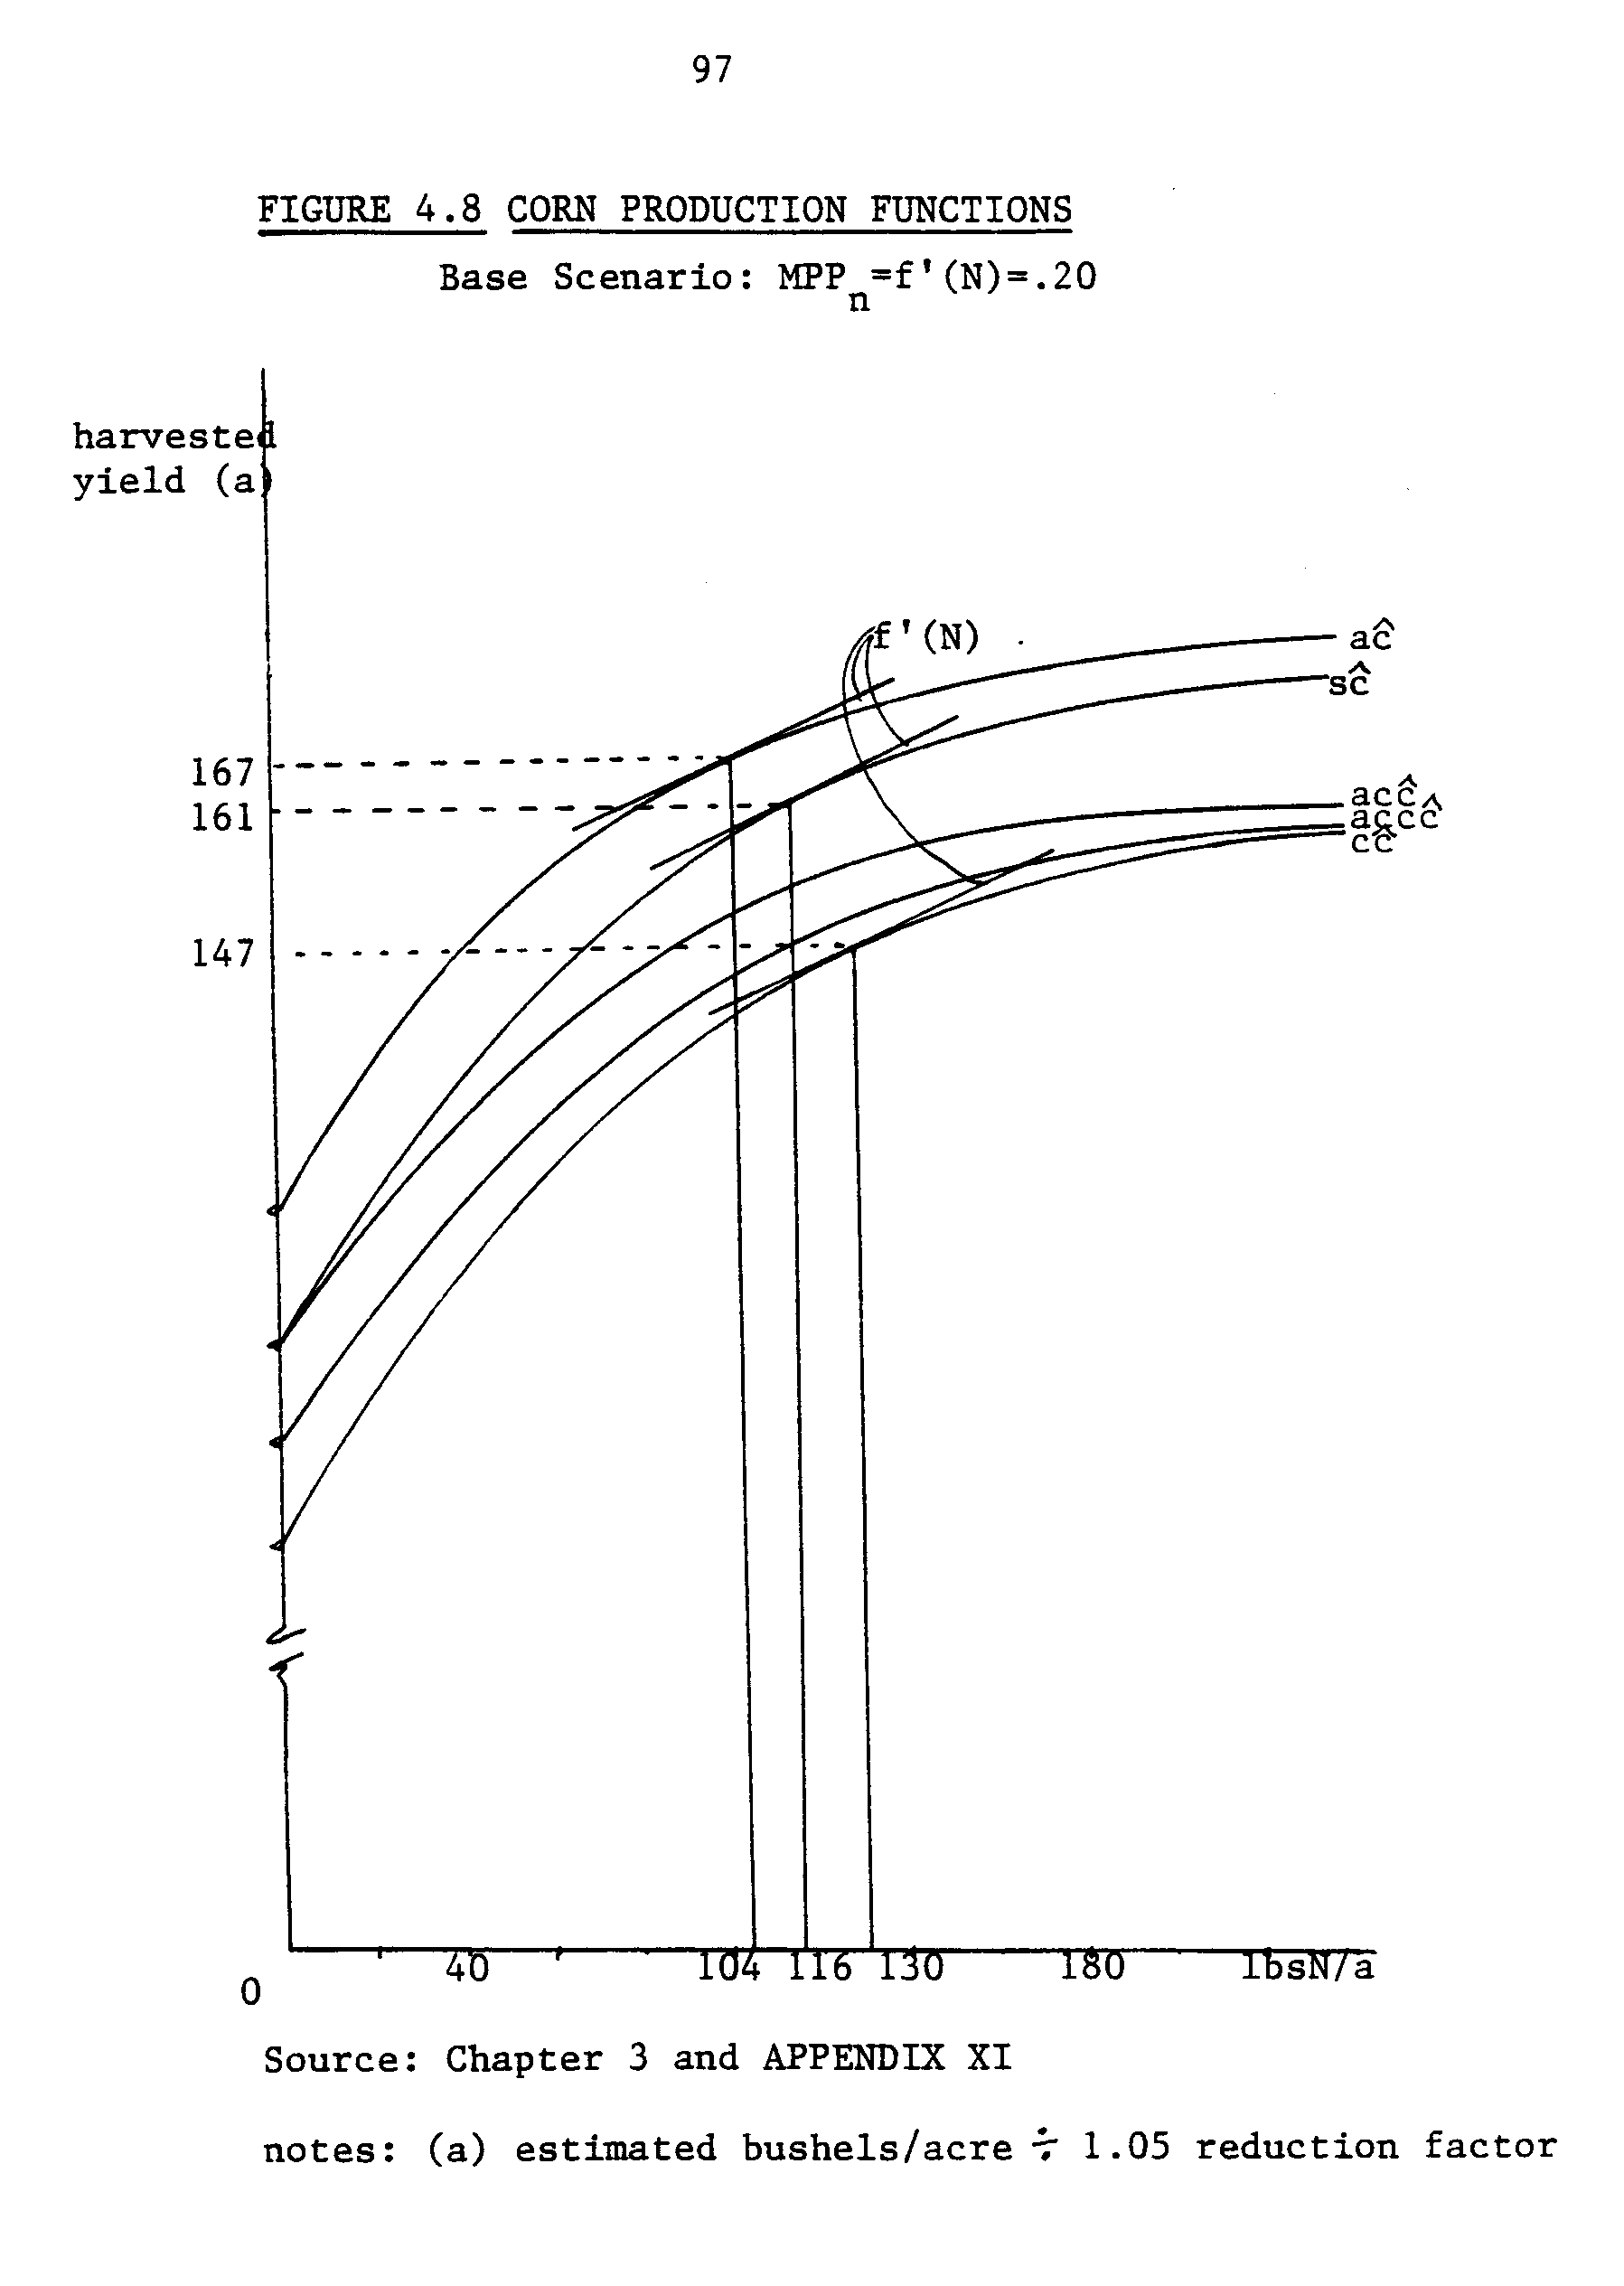 97
FIGURE 4.8 CORN PRODUCTION FUNCTIONS
Base Scenario: MPPn=f'(N)=.20
harvested
yield (a)
f'(N)
aĉ
sĉ
167
161
acĉ
accĉ
cĉ
147
40 104 116 130 180 lbsN/a
0
Source: Chapter 3 and APPENDIX XI
notes: (a) estimated bushels/acre ÷ 1.05 reduction factor